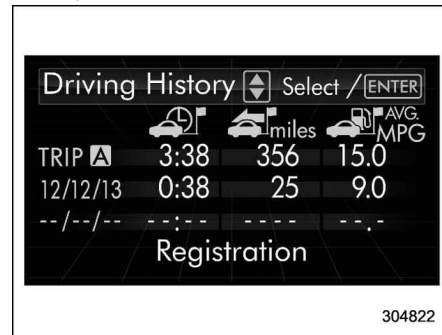 Driving History Select / ENTER
miles AVG. MPG
TRIP A 3:38 356 15.0
12/12/13 0:38 25 9.0
--/--/-- --:-- ---- --.-
Registration
304822